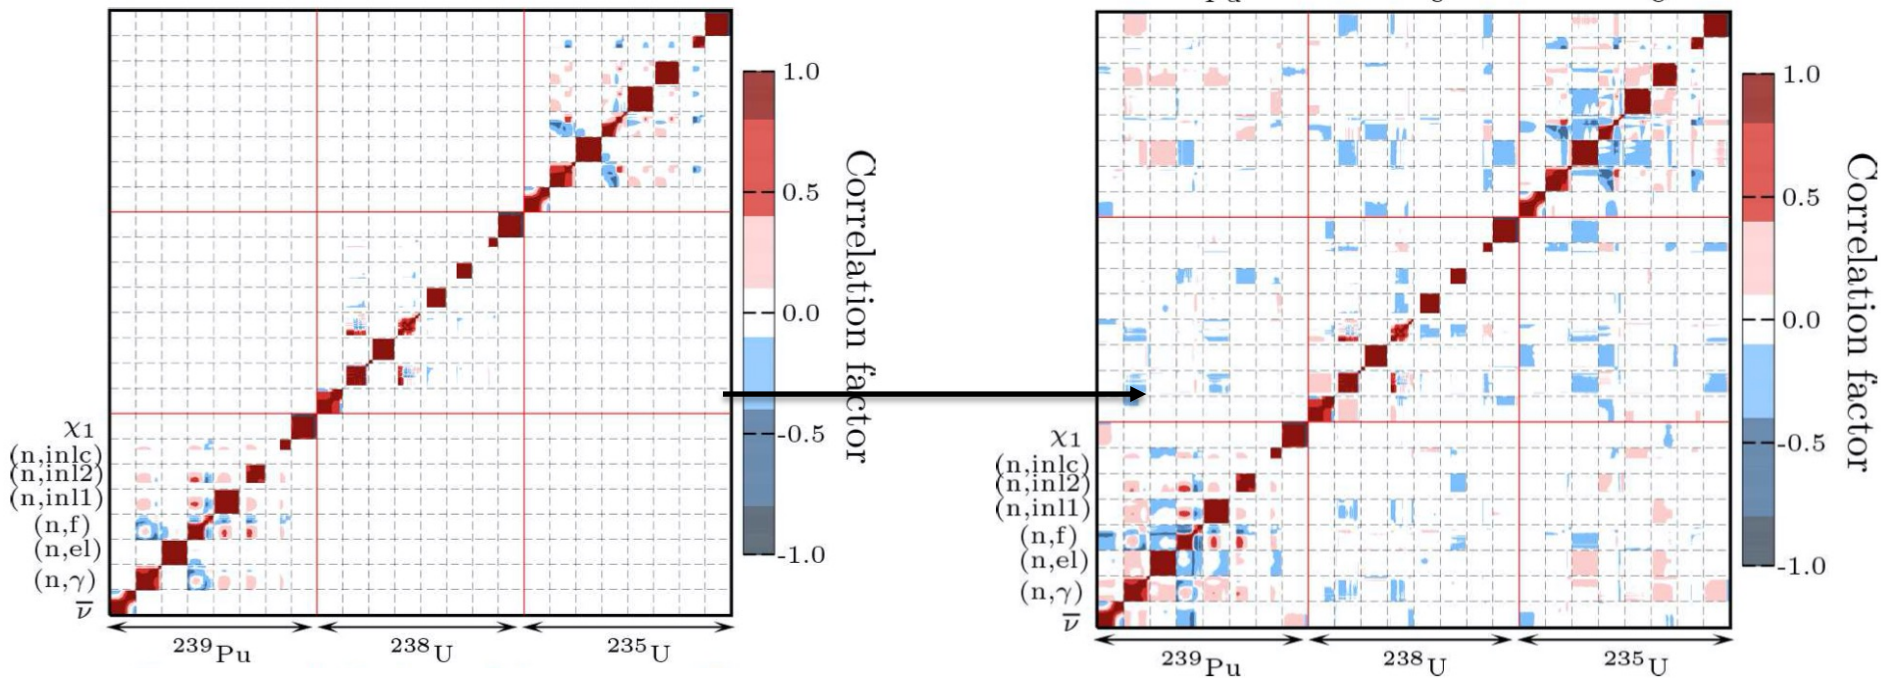 1.0
0.5
0.0
-0.5
-1.0
Correlation factor
χ₁
(n,inlc)
(n,inl2)
(n,inl1)
(n,f)
(n,el)
(n,γ)
ν̅
²³⁹Pu
²³⁸U
²³⁵U
1.0
0.5
0.0
-0.5
-1.0
Correlation factor
χ₁
(n,inlc)
(n,inl2)
(n,inl1)
(n,f)
(n,el)
(n,γ)
ν̅
²³⁹Pu
²³⁸U
²³⁵U